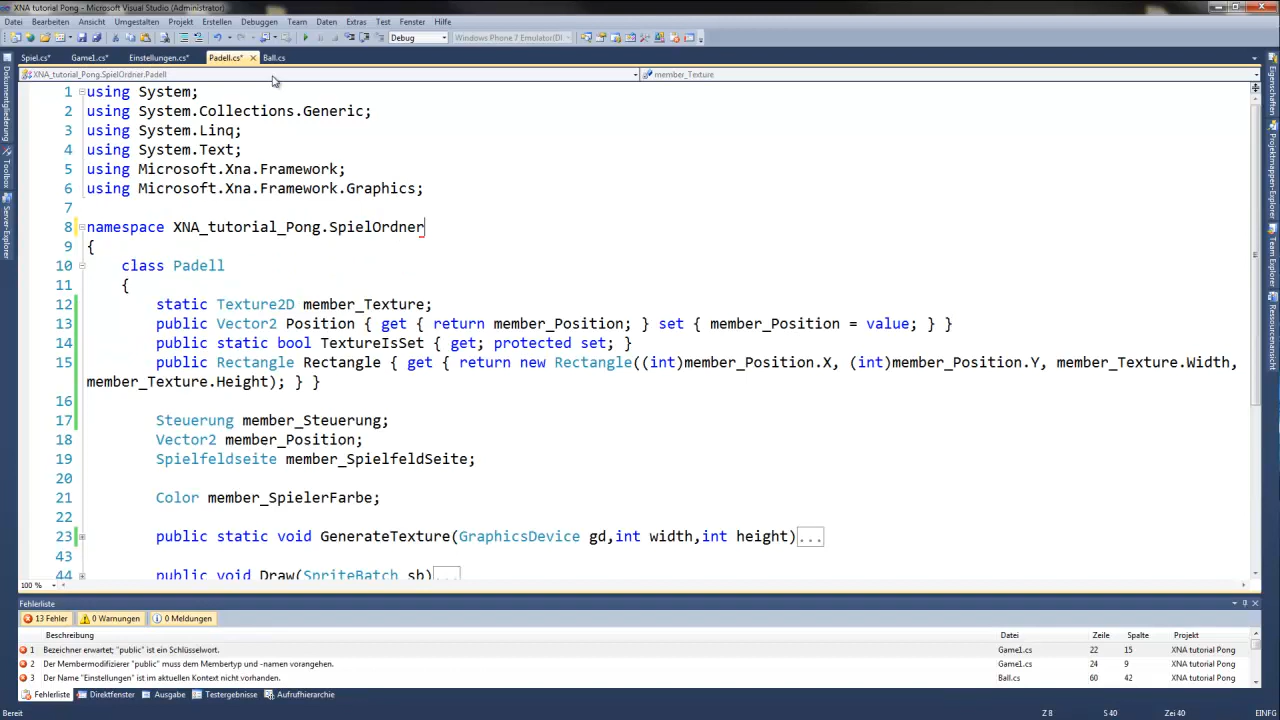 XNA tutorial Pong - Microsoft Visual Studio (Administrator)
Datei Bearbeiten Ansicht Umgestalten Projekt Erstellen Debuggen Team Daten Extras Test Fenster Hilfe
Debug Windows Phone 7 Emulator(DE)
Spiel.cs* Game1.cs* Einstellungen.cs* Padell.cs* Ball.cs
XNA_tutorial_Pong.SpielOrdner.Padell member_Texture
1 using System;
2 using System.Collections.Generic;
3 using System.Linq;
4 using System.Text;
5 using Microsoft.Xna.Framework;
6 using Microsoft.Xna.Framework.Graphics;
7
8 namespace XNA_tutorial_Pong.SpielOrdner
9 {
10 class Padell
11 {
12 static Texture2D member_Texture;
13 public Vector2 Position { get { return member_Position; } set { member_Position = value; } }
14 public static bool TextureIsSet { get; protected set; }
15 public Rectangle Rectangle { get { return new Rectangle((int)member_Position.X, (int)member_Position.Y, member_Texture.Width,
member_Texture.Height); } }
16
17 Steuerung member_Steuerung;
18 Vector2 member_Position;
19 Spielfeldseite member_SpielfeldSeite;
20
21 Color member_SpielerFarbe;
22
23 public static void GenerateTexture(GraphicsDevice gd,int width,int height)...
43
44 public void Draw(SpriteBatch sb)...
100 %
Fehlerliste
13 Fehler 0 Warnungen 0 Meldungen
Beschreibung Datei Zeile Spalte Projekt
1 Bezeichner erwartet; "public" ist ein Schlüsselwort. Game1.cs 22 15 XNA tutorial Pong
2 Der Membermodifizierer "public" muss dem Membertyp und -namen vorangehen. Game1.cs 24 9 XNA tutorial Pong
3 Der Name "Einstellungen" ist im aktuellen Kontext nicht vorhanden. Ball.cs 60 42 XNA tutorial Pong
Fehlerliste Direktfenster Ausgabe Testergebnisse Aufrufhierarchie
Bereit Z 8 S 40 Zei 40 EINFG
Dokumentgliederung
Toolbox
Server-Explorer
Eigenschaften
Projektmappen-Explorer
Team Explorer
Ressourcenansicht